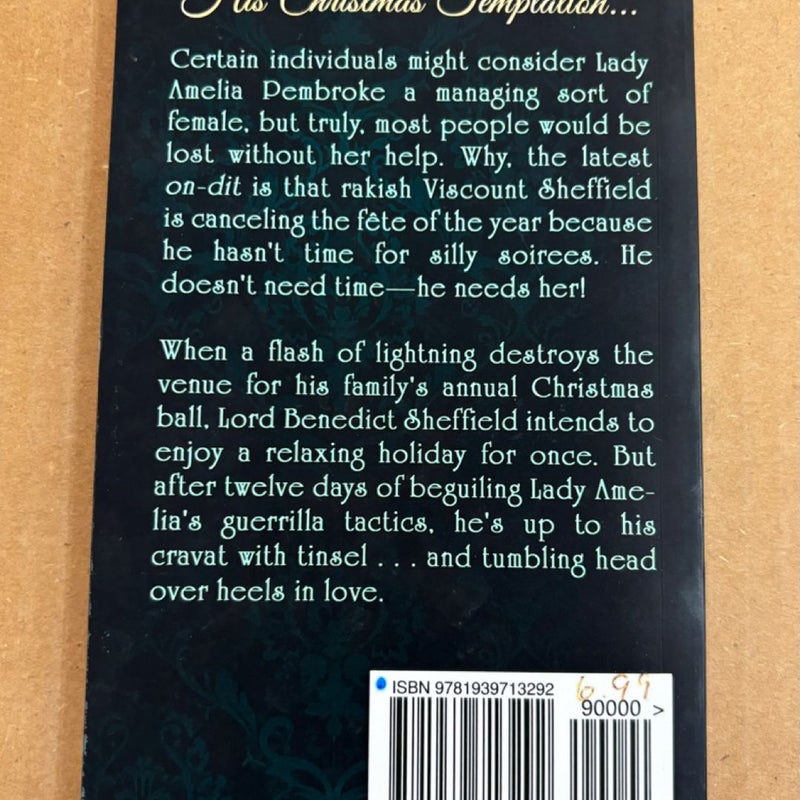 His Christmas Temptation...
Certain individuals might consider Lady
Amelia Pembroke a managing sort of
female, but truly, most people would be
lost without her help. Why, the latest
on-dit is that rakish Viscount Sheffield
is canceling the fête of the year because
he hasn't time for silly soirees. He
doesn't need time—he needs her!
When a flash of lightning destroys the
venue for his family's annual Christmas
ball, Lord Benedict Sheffield intends to
enjoy a relaxing holiday for once. But
after twelve days of beguiling Lady Ame-
lia's guerrilla tactics, he's up to his
cravat with tinsel . . . and tumbling head
over heels in love.
ISBN 9781939713292
6.99
90000 >